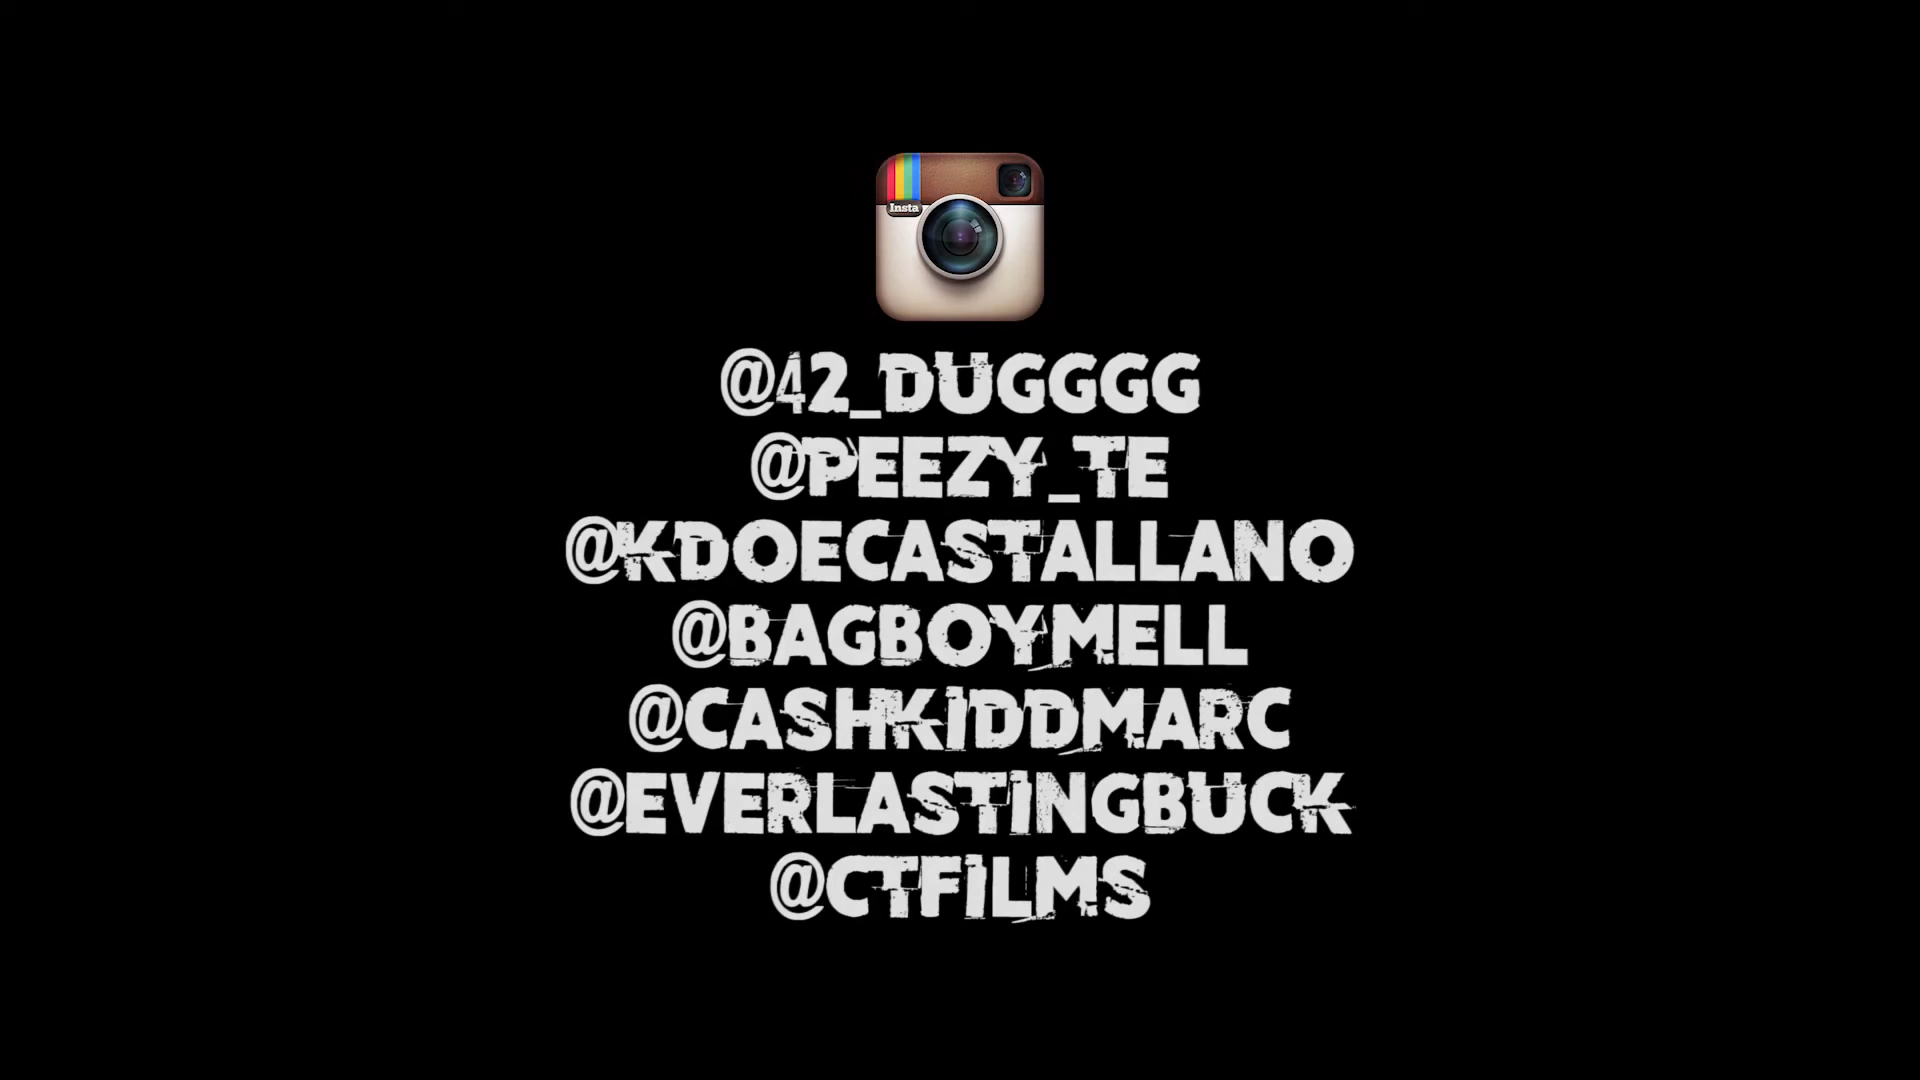 Insta
@42_DUGGGG
@PEEZY_TE
@KDOECASTALLANO
@BAGBOYMELL
@CASHKIDDMARC
@EVERLASTINGBUCK
@CTFILMS